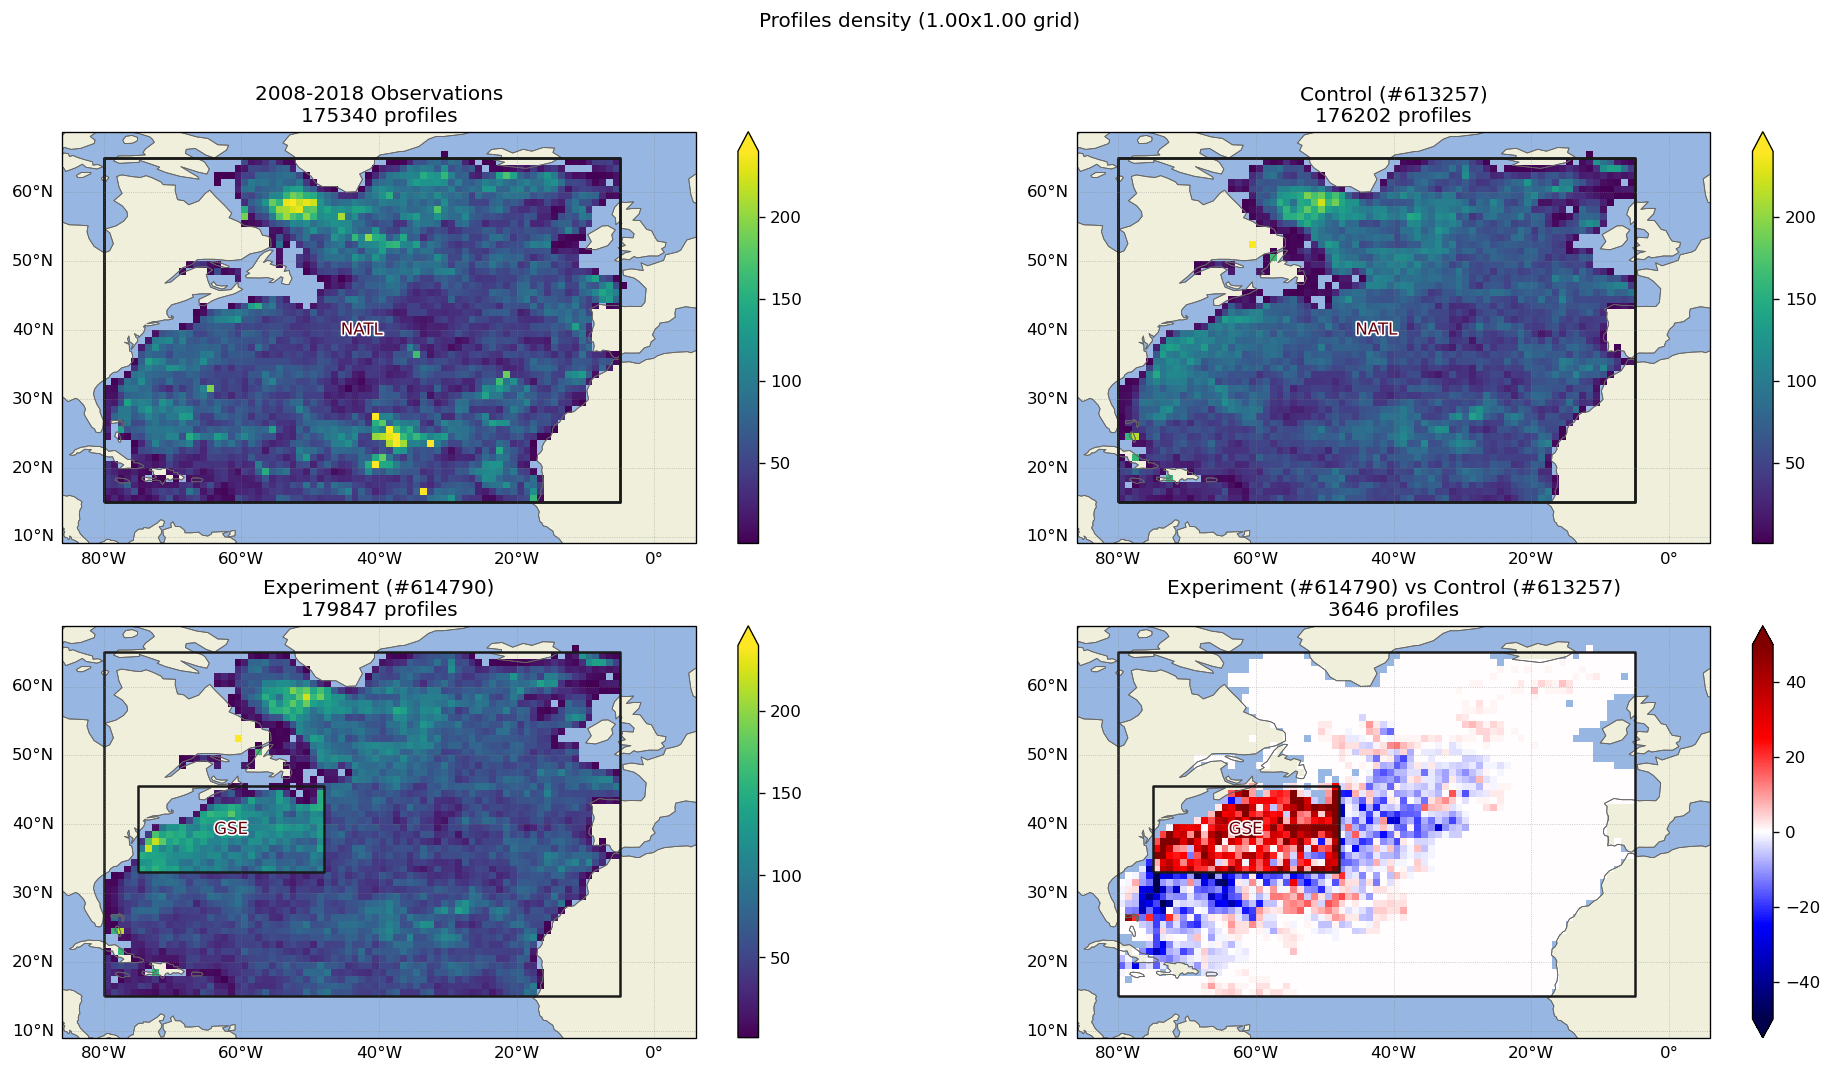 Profiles density (1.00x1.00 grid)
2008-2018 Observations
175340 profiles
60°N
50°N
40°N
30°N
20°N
10°N
80°W
60°W
40°W
20°W
0°
NATL
200
150
100
50
Control (#613257)
176202 profiles
60°N
50°N
40°N
30°N
20°N
10°N
80°W
60°W
40°W
20°W
0°
NATL
200
150
100
50
Experiment (#614790)
179847 profiles
60°N
50°N
40°N
30°N
20°N
10°N
80°W
60°W
40°W
20°W
0°
GSE
200
150
100
50
Experiment (#614790) vs Control (#613257)
3646 profiles
60°N
50°N
40°N
30°N
20°N
10°N
80°W
60°W
40°W
20°W
0°
GSE
40
20
0
−20
−40